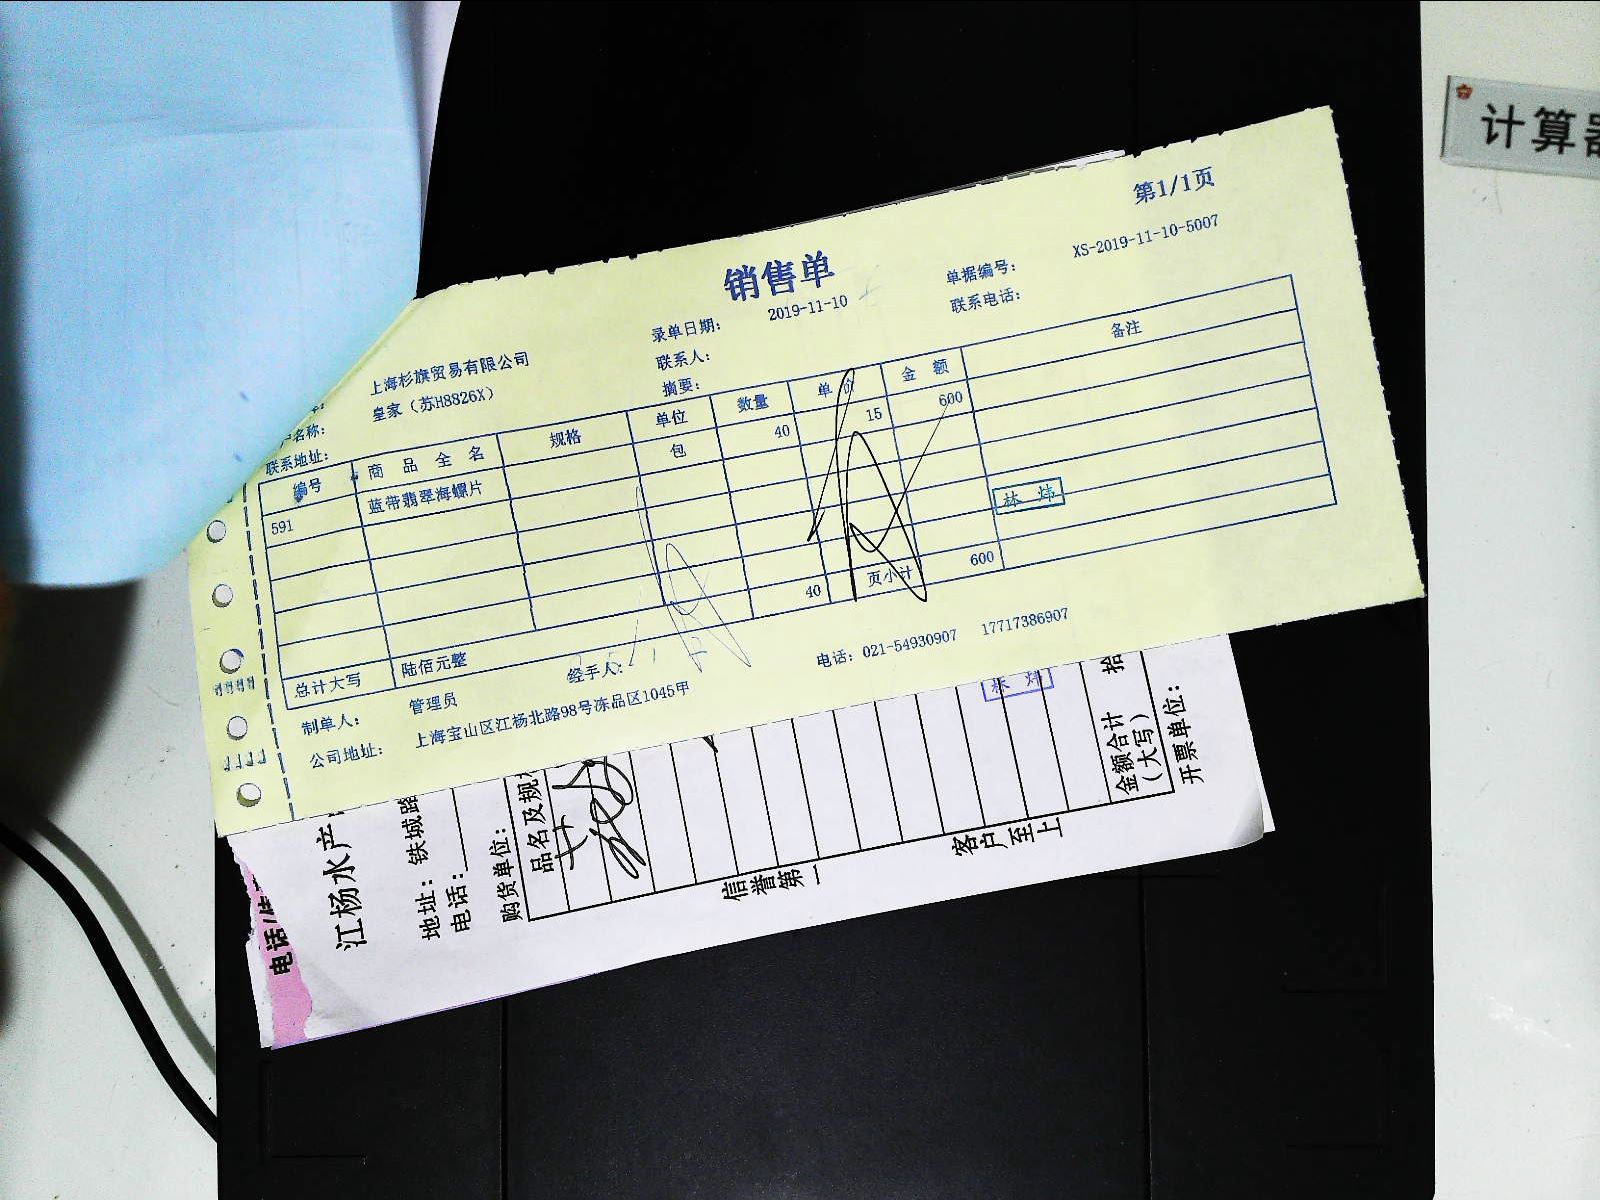 计算器
第1/1页
销售单
录单日期： 2019-11-10
单据编号： XS-2019-11-10-5007
上海杉旗贸易有限公司
联系人：
联系电话：
户名称： 皇家（苏H8826X）
摘要：
联系地址：
编号 商品全名 规格 单位 数量 单价 金额 备注
591 蓝带翡翠海螺片 包 40 15 600
林炜
40 页小计 600
总计大写 陆佰元整
制单人： 管理员 经手人： 电话：021-54930907 17717386907
公司地址： 上海宝山区江杨北路98号冻品区1045甲
电话
江杨水产
地址：铁城路
电话：
购货单位：
品名及规
林炜
拾
金额合计
（大写）
开票单位：
信誉第一
客户至上